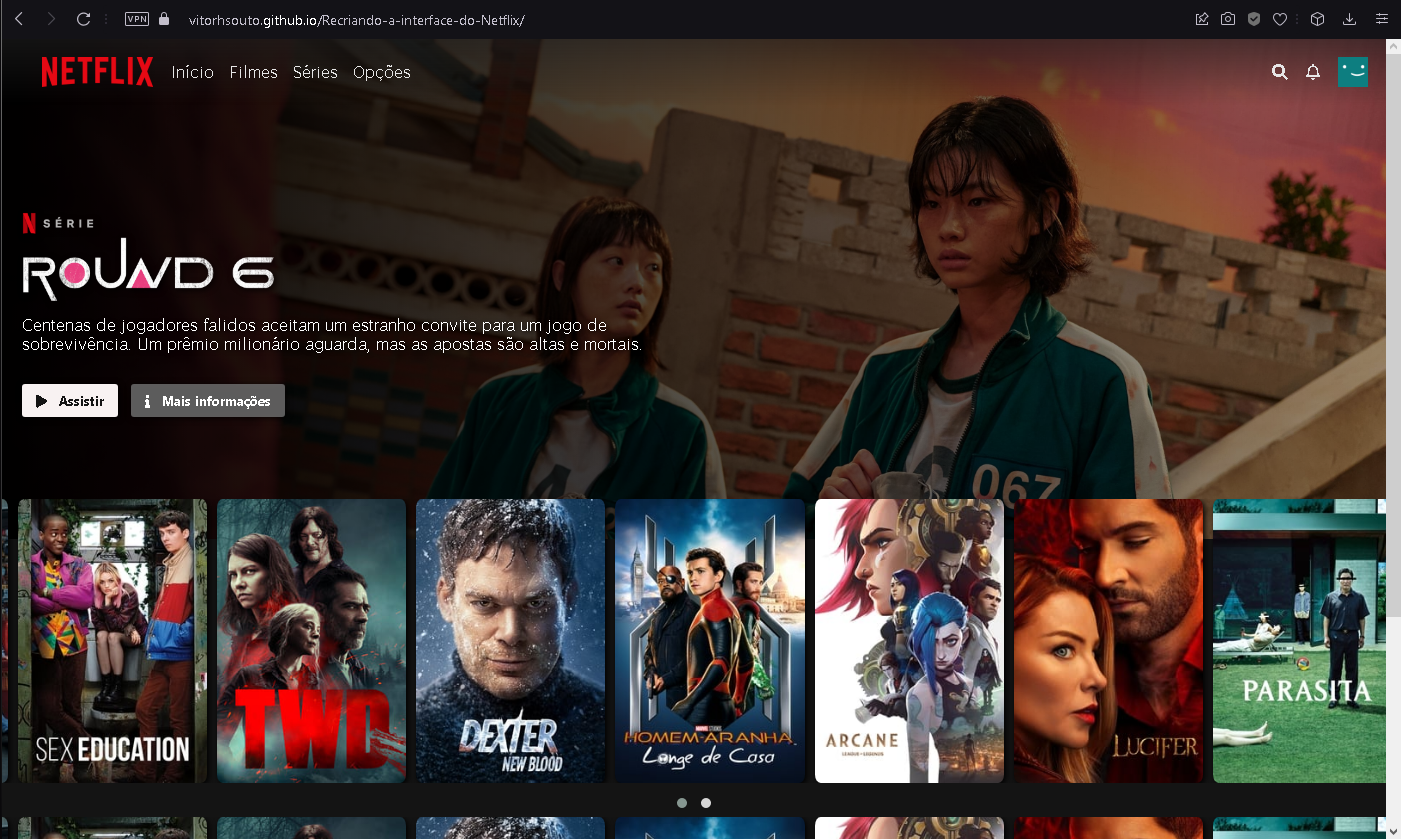 VPN
vitorhsouto.github.io/Recriando-a-interface-do-Netflix/
NETFLIX
Início Filmes Séries Opções
N SÉRIE
ROUND 6
Centenas de jogadores falidos aceitam um estranho convite para um jogo de
sobrevivência. Um prêmio milionário aguarda, mas as apostas são altas e mortais.
Assistir
Mais informações
067
SEX EDUCATION
TWD
DEXTER
NEW BLOOD
MARVEL STUDIOS
HOMEM-ARANHA
Longe de Casa
ARCANE
LEAGUE OF LEGENDS
LUCIFER
PARASITA